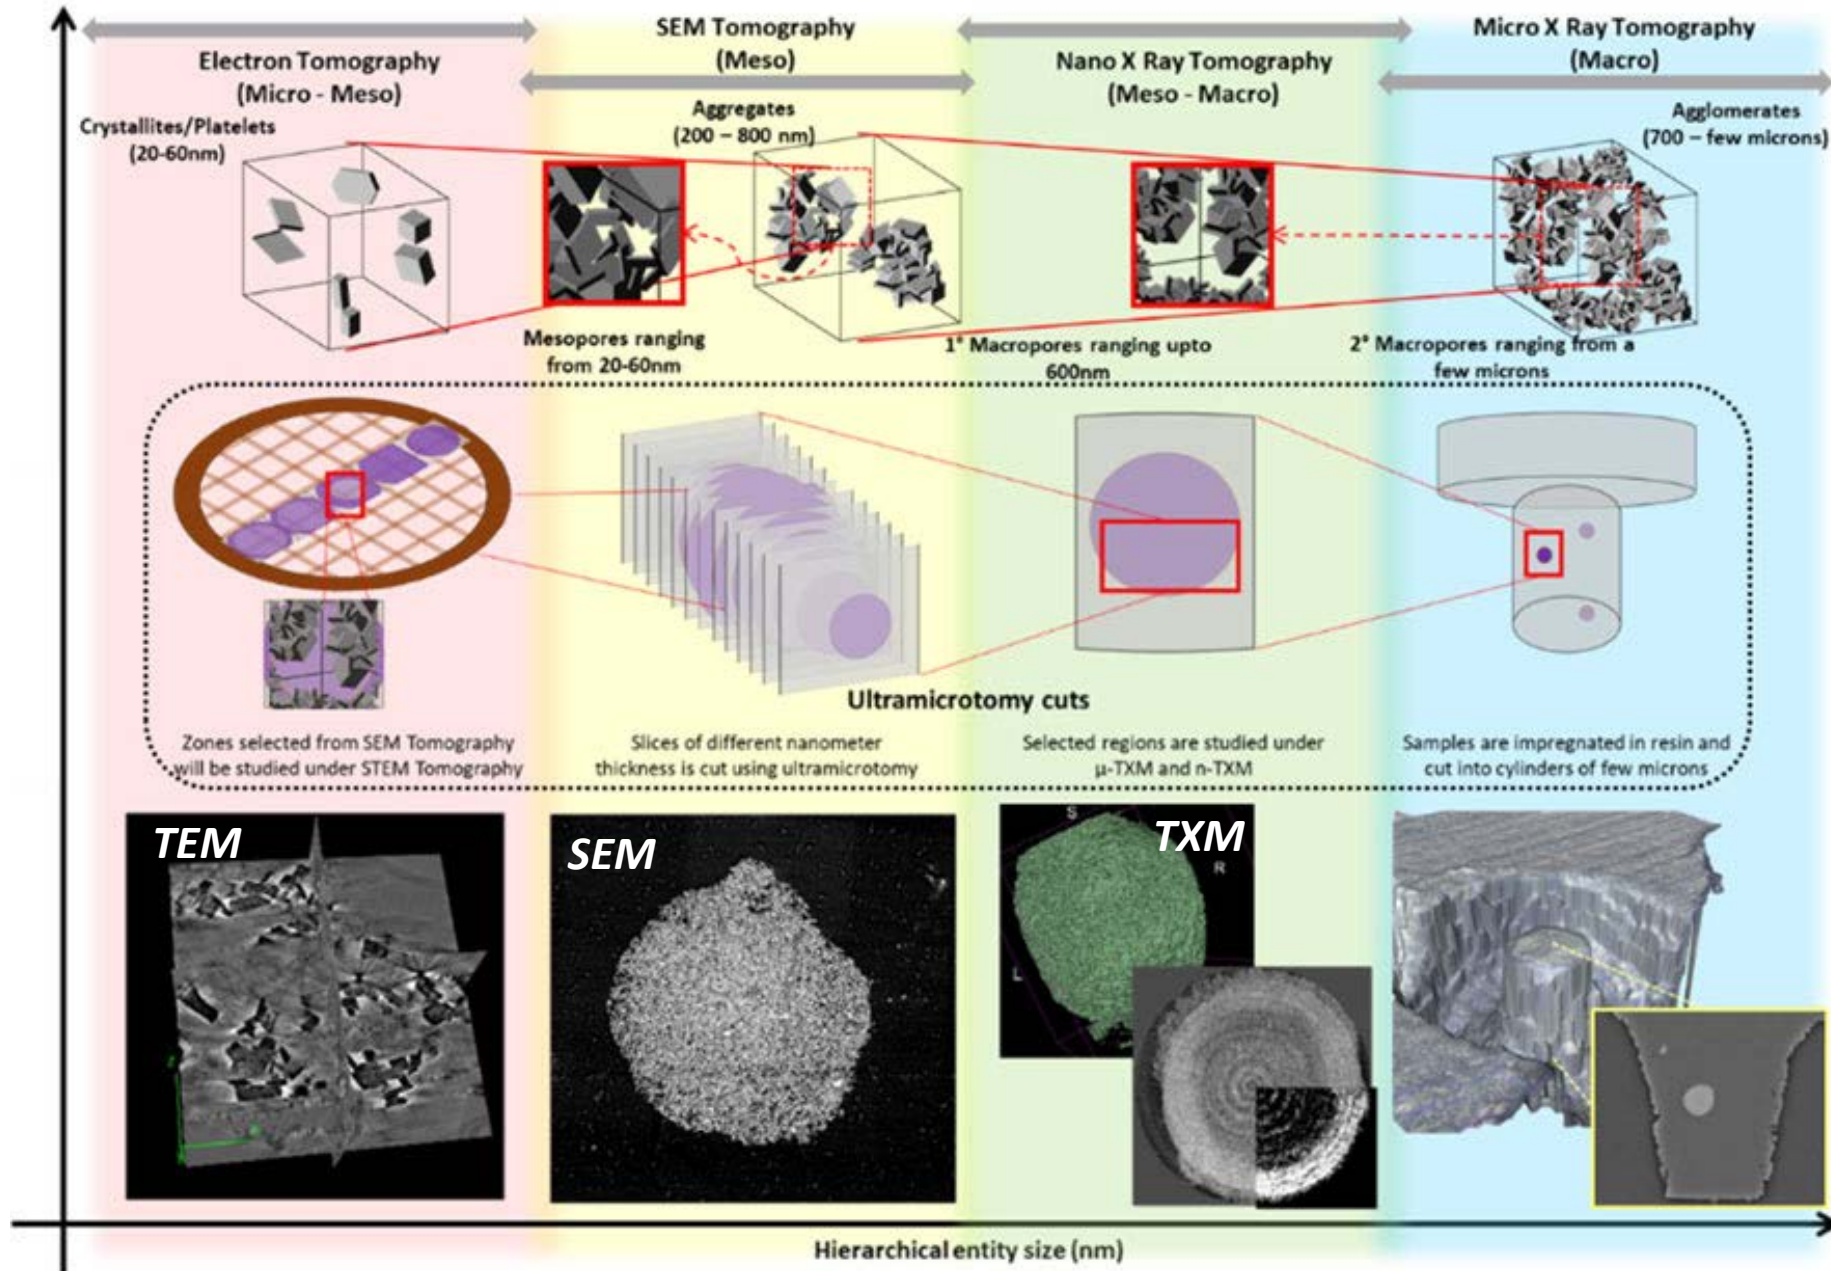 SEM Tomography
(Meso)
Micro X Ray Tomography
(Macro)
Electron Tomography
(Micro - Meso)
Nano X Ray Tomography
(Meso - Macro)
Crystallites/Platelets
(20-60nm)
Aggregates
(200 – 800 nm)
Agglomerates
(700 – few microns)
Mesopores ranging
from 20-60nm
1° Macropores ranging upto
600nm
2° Macropores ranging from a
few microns
Ultramicrotomy cuts
Zones selected from SEM Tomography
will be studied under STEM Tomography
Slices of different nanometer
thickness is cut using ultramicrotomy
Selected regions are studied under
µ-TXM and n-TXM
Samples are impregnated in resin and
cut into cylinders of few microns
TEM
SEM
TXM
S
R
L
Hierarchical entity size (nm)